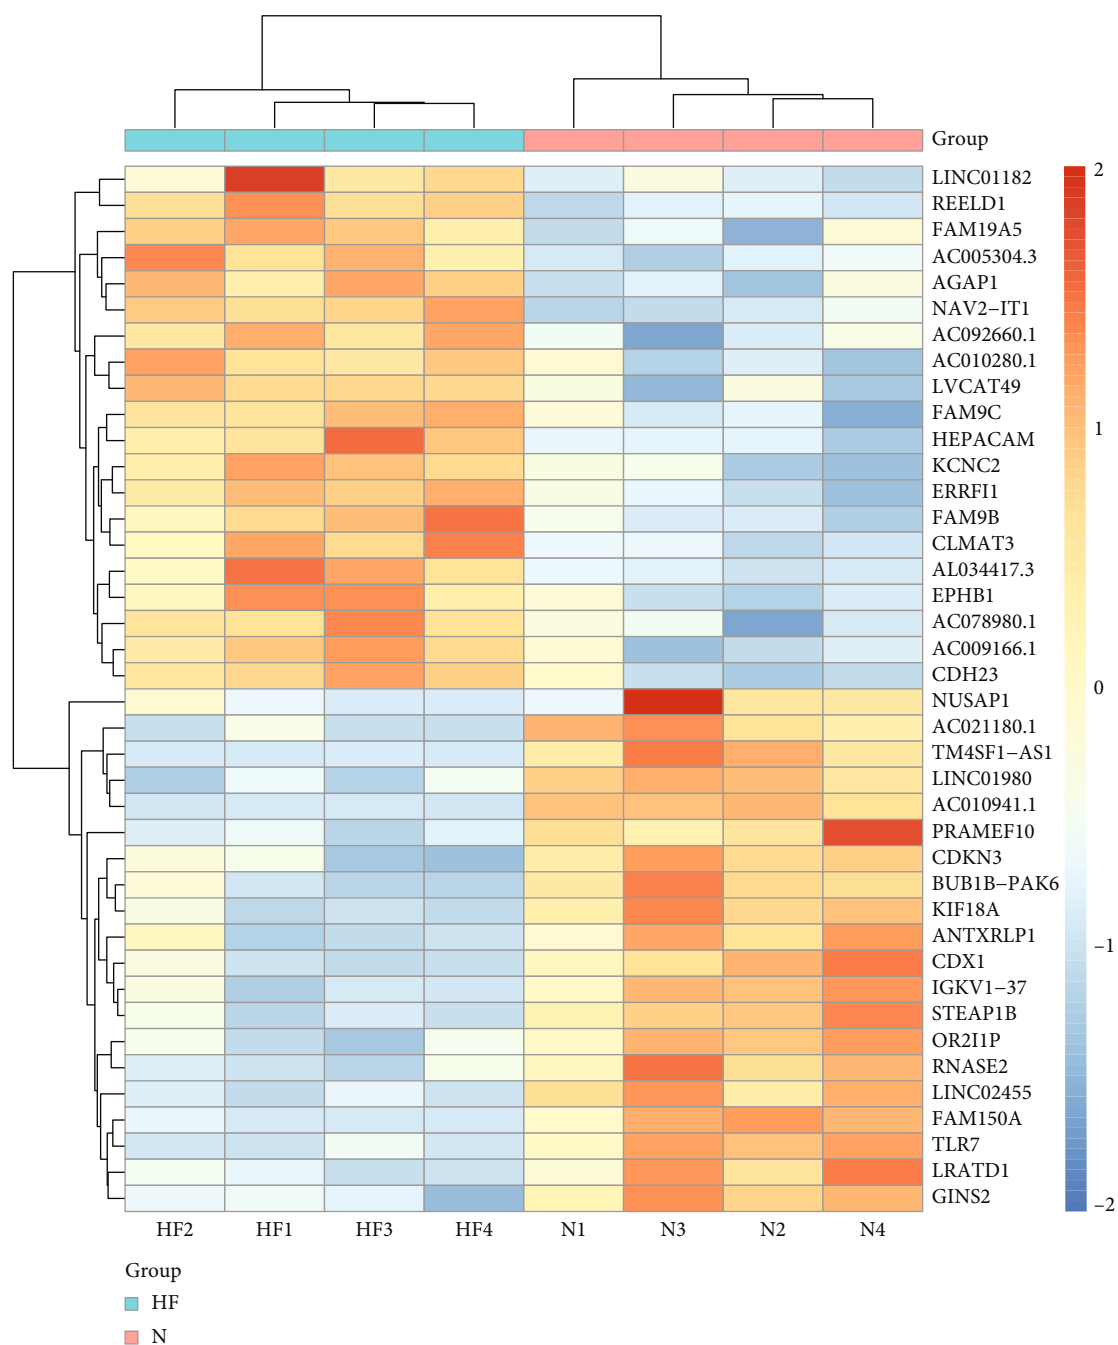 Group
2
1
0
−1
−2
LINC01182
REELD1
FAM19A5
AC005304.3
AGAP1
NAV2−IT1
AC092660.1
AC010280.1
LVCAT49
FAM9C
HEPACAM
KCNC2
ERRFI1
FAM9B
CLMAT3
AL034417.3
EPHB1
AC078980.1
AC009166.1
CDH23
NUSAP1
AC021180.1
TM4SF1−AS1
LINC01980
AC010941.1
PRAMEF10
CDKN3
BUB1B−PAK6
KIF18A
ANTXRLP1
CDX1
IGKV1−37
STEAP1B
OR2I1P
RNASE2
LINC02455
FAM150A
TLR7
LRATD1
GINS2
HF2 HF1 HF3 HF4 N1 N3 N2 N4
Group
HF
N